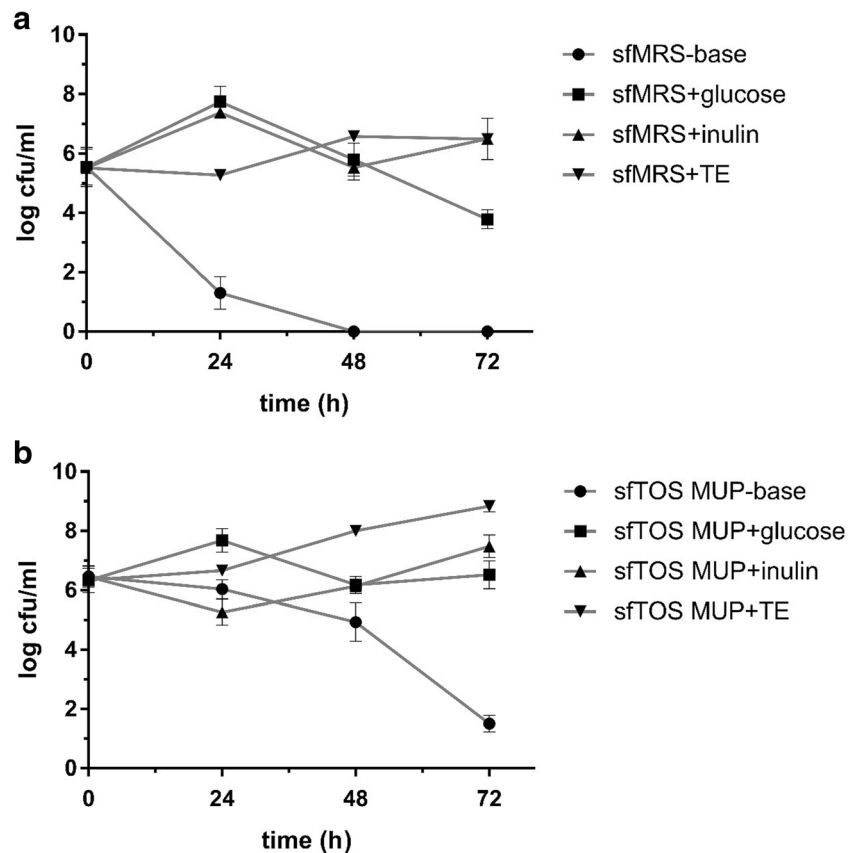 a
10
8
6
4
2
0
log cfu/ml
0 24 48 72
time (h)
sfMRS-base
sfMRS+glucose
sfMRS+inulin
sfMRS+TE
b
10
8
6
4
2
0
log cfu/ml
0 24 48 72
time (h)
sfTOS MUP-base
sfTOS MUP+glucose
sfTOS MUP+inulin
sfTOS MUP+TE